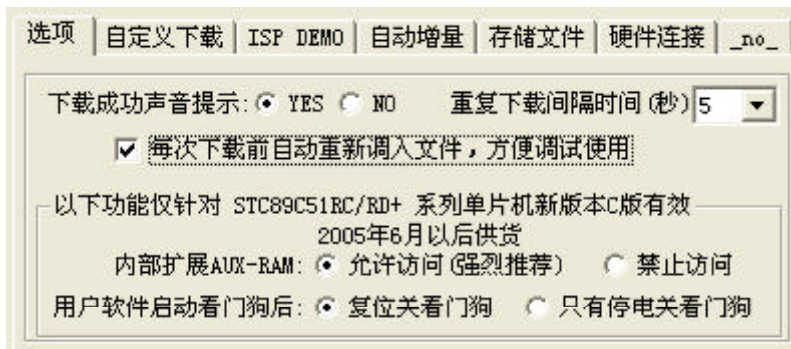 选项 自定义下载 ISP DEMO 自动增量 存储文件 硬件连接 _no_
下载成功声音提示: YES NO 重复下载间隔时间(秒) 5
每次下载前自动重新调入文件，方便调试使用
以下功能仅针对 STC89C51RC/RD+ 系列单片机新版本C版有效
2005年6月以后供货
内部扩展AUX-RAM: 允许访问(强烈推荐) 禁止访问
用户软件启动看门狗后: 复位关看门狗 只有停电关看门狗